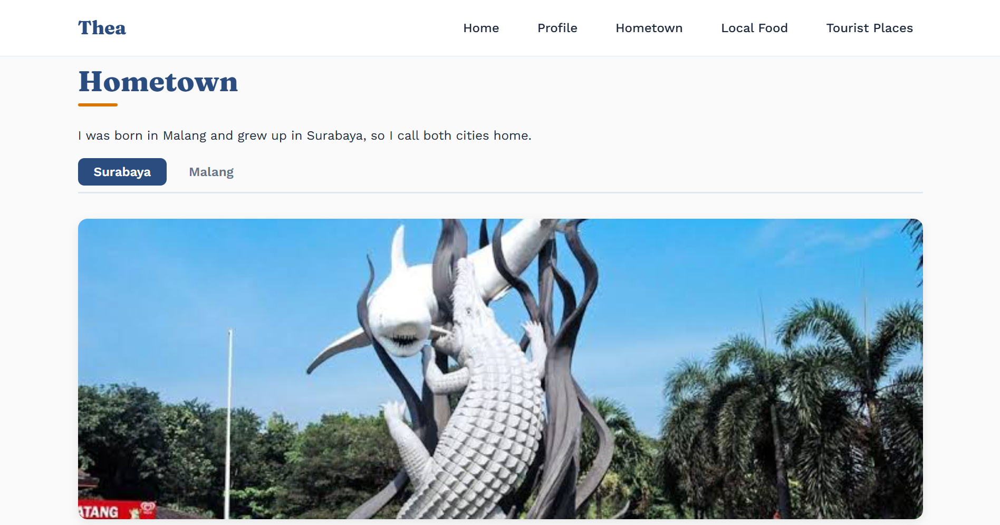 Thea
Home Profile Hometown Local Food Tourist Places
Hometown
I was born in Malang and grew up in Surabaya, so I call both cities home.
Surabaya Malang
ATANG